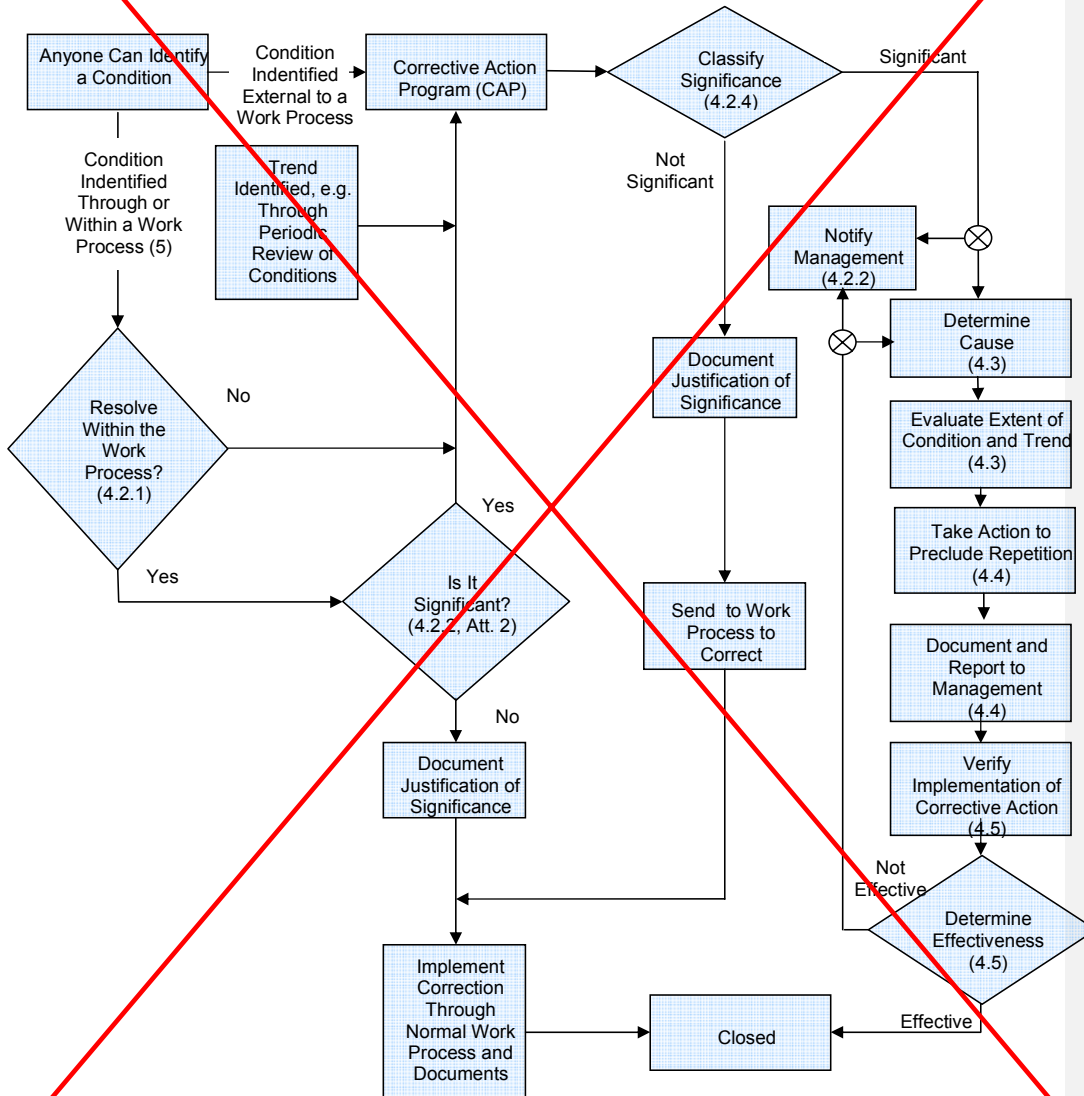 Anyone Can Identify
a Condition
Condition
Indentified
External to a
Work Process
Corrective Action
Program (CAP)
Classify
Significance
(4.2.4)
Significant
Condition
Indentified
Through or
Within a Work
Process (5)
Trend
Identified, e.g.
Through
Periodic
Review of
Conditions
Not
Significant
Notify
Management
(4.2.2)
Determine
Cause
(4.3)
Document
Justification of
Significance
Resolve
Within the
Work
Process?
(4.2.1)
No
Evaluate Extent of
Condition and Trend
(4.3)
Yes
Yes
Is It
Significant?
(4.2.2, Att. 2)
Take Action to
Preclude Repetition
(4.4)
Send to Work
Process to
Correct
Document and
Report to
Management
(4.4)
No
Document
Justification of
Significance
Verify
Implementation of
Corrective Action
(4.5)
Not
Effective
Determine
Effectiveness
(4.5)
Implement
Correction
Through
Normal Work
Process and
Documents
Closed
Effective